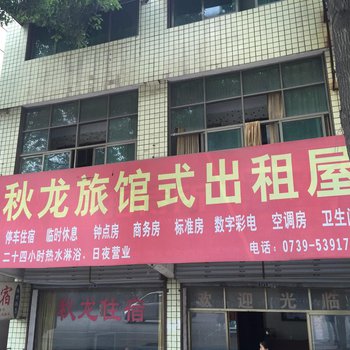 秋龙旅馆式出租屋
停车住宿 临时休息 钟点房 商务房 标准房 数字彩电 空调房 卫生
二十四小时热水淋浴、日夜营业 电话：0739-53917
宿
秋龙住宿
欢迎光临